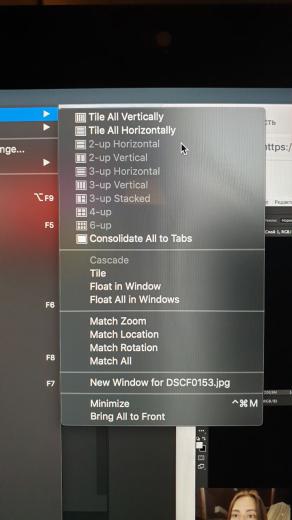 Tile All Vertically
Tile All Horizontally
2-up Horizontal
2-up Vertical
3-up Horizontal
3-up Vertical
3-up Stacked
4-up
6-up
Consolidate All to Tabs
Cascade
Tile
Float in Window
Float All in Windows
Match Zoom
Match Location
Match Rotation
Match All
New Window for DSCF0153.jpg
Minimize ^⌘M
Bring All to Front
nge...
⌥F9
F5
F6
F8
F7
сть
https:/